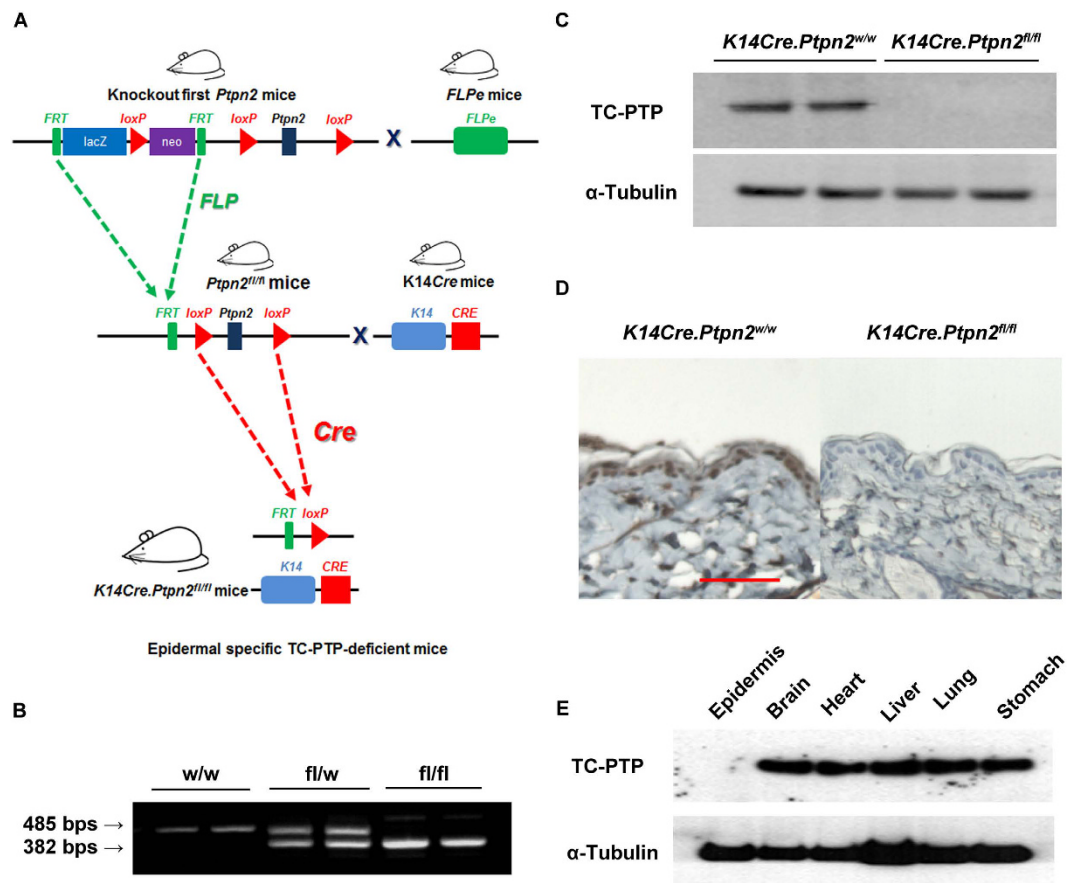 A
Knockout first Ptpn2 mice
FLPe mice
FRT loxP FRT loxP Ptpn2 loxP FLPe
lacZ neo X
FLP
Ptpn2fl/fl mice
K14Cre mice
FRT loxP Ptpn2 loxP K14 CRE
X
Cre
FRT loxP
K14 CRE
K14Cre.Ptpn2fl/fl mice
Epidermal specific TC-PTP-deficient mice
B
w/w fl/w fl/fl
485 bps →
382 bps →
C
K14Cre.Ptpn2w/w K14Cre.Ptpn2fl/fl
TC-PTP
α-Tubulin
D
K14Cre.Ptpn2w/w K14Cre.Ptpn2fl/fl
E
Epidermis Brain Heart Liver Lung Stomach
TC-PTP
α-Tubulin